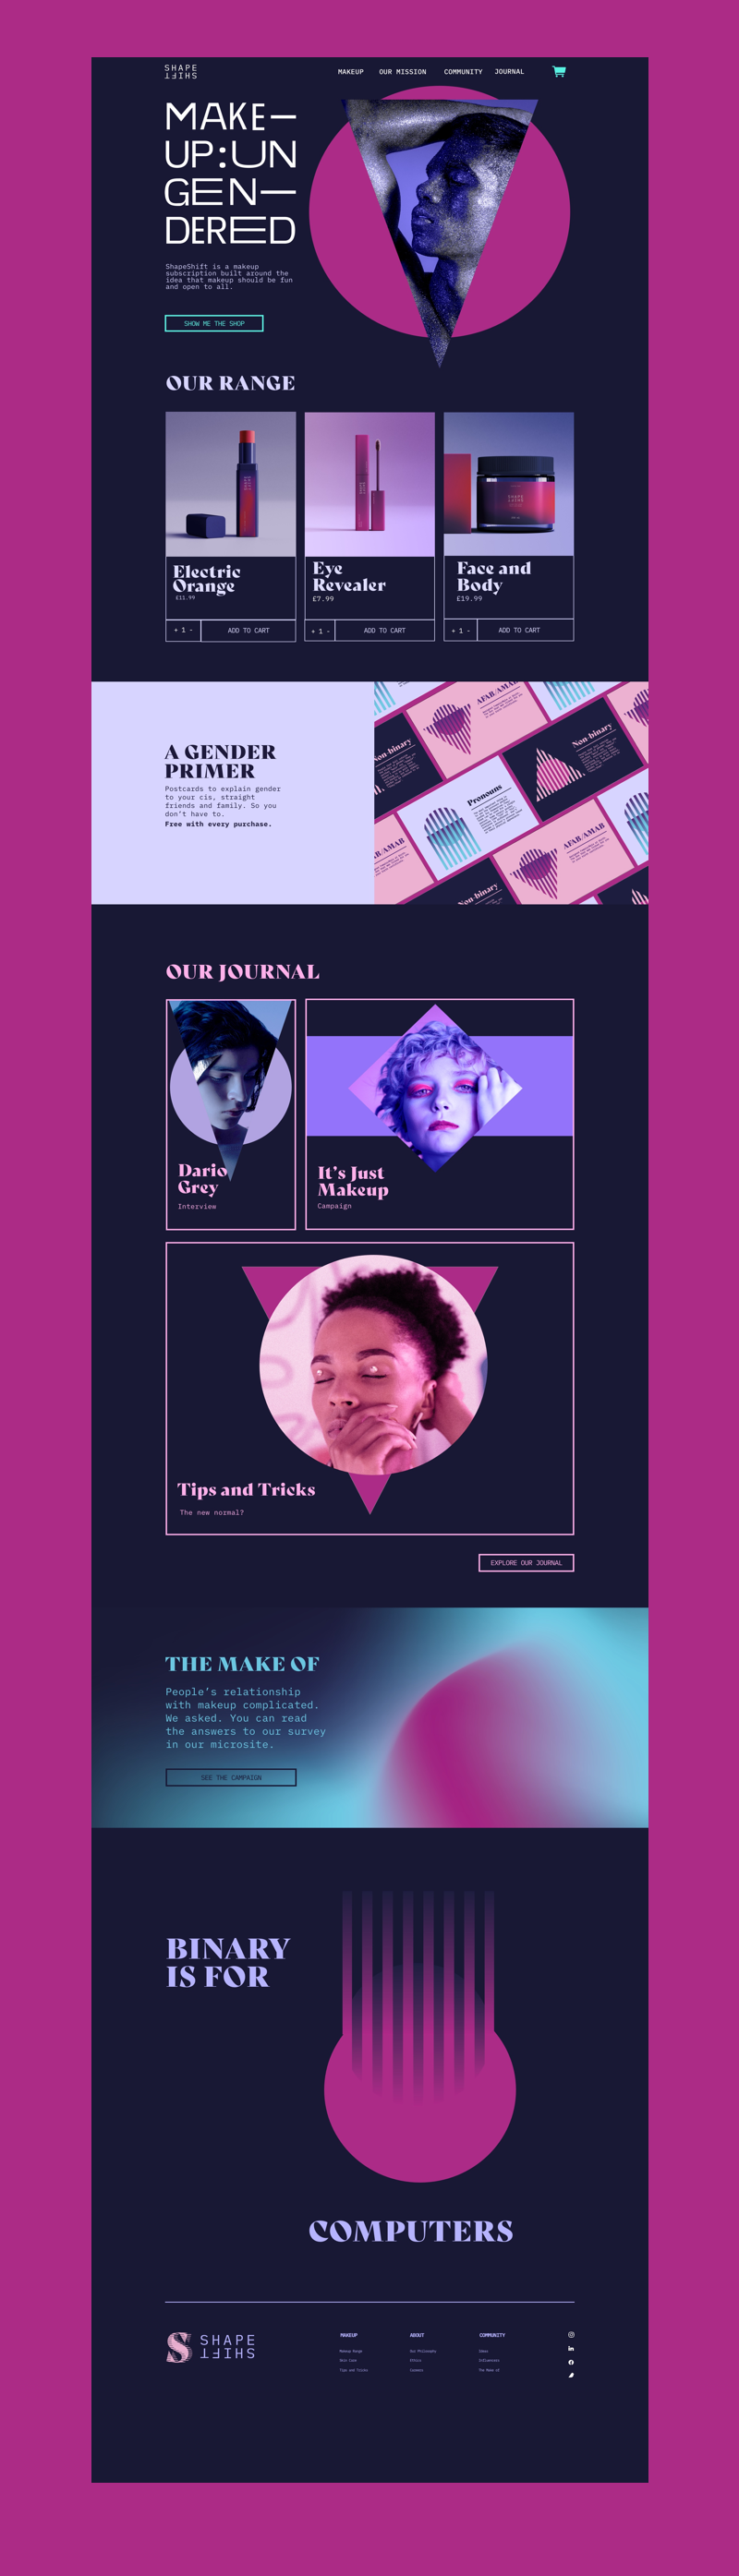 SHAPE
SHIFT
MAKEUP
OUR MISSION
COMMUNITY
JOURNAL
MAKE—
UP:UN
GEN—
DERED
ShapeShift is a makeup
subscription built around the
idea that makeup should be fun
and open to all.
SHOW ME THE SHOP
OUR RANGE
Electric
Orange
£11.99
+ 1 -
ADD TO CART
Eye
Revealer
£7.99
+ 1 -
ADD TO CART
Face and
Body
£19.99
+ 1 -
ADD TO CART
A GENDER
PRIMER
Postcards to explain gender
to your cis, straight
friends and family. So you
don't have to.
Free with every purchase.
AFAB/AMAB
Non-binary
Non-binary
Pronouns
AFAB/AMAB
AFAB/AMAB
Non-binary
OUR JOURNAL
Dario
Grey
Interview
It's Just
Makeup
Campaign
Tips and Tricks
The new normal?
EXPLORE OUR JOURNAL
THE MAKE OF
People's relationship
with makeup complicated.
We asked. You can read
the answers to our survey
in our microsite.
SEE THE CAMPAIGN
BINARY
IS FOR
COMPUTERS
S SHAPE
SHIFT
MAKEUP
Makeup Range
Skin Care
Tips and Tricks
ABOUT
Our Philosophy
Ethics
Careers
COMMUNITY
Ideas
Influencers
The Make of